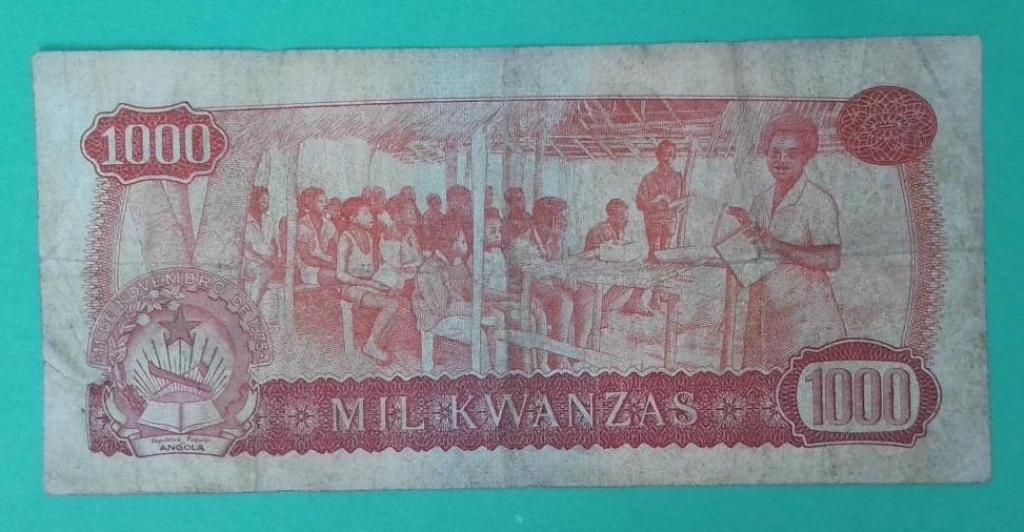 1000
11 DE NOVEMBRO DE 1975
República Popular
ANGOLA
MIL KWANZAS
1000